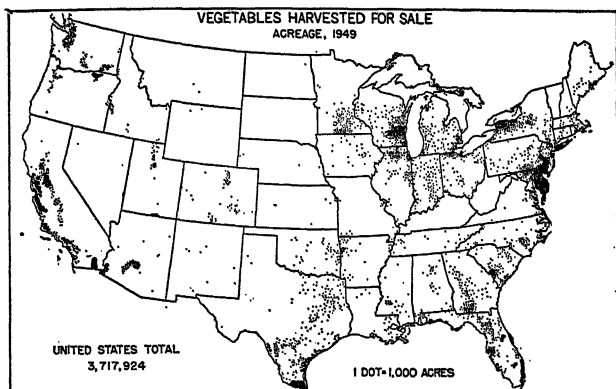 VEGETABLES HARVESTED FOR SALE
ACREAGE, 1949
UNITED STATES TOTAL
3,717,924
1 DOT=1,000 ACRES